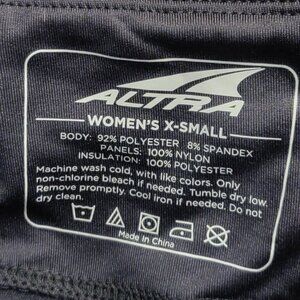 ALTRA
WOMEN'S X-SMALL
BODY: 92% POLYESTER 8% SPANDEX
PANELS: 100% NYLON
INSULATION: 100% POLYESTER
Machine wash cold, with like colors. Only
non-chlorine bleach if needed. Tumble dry low.
Remove promptly. Cool iron if needed. Do not
dry clean.
Made in China